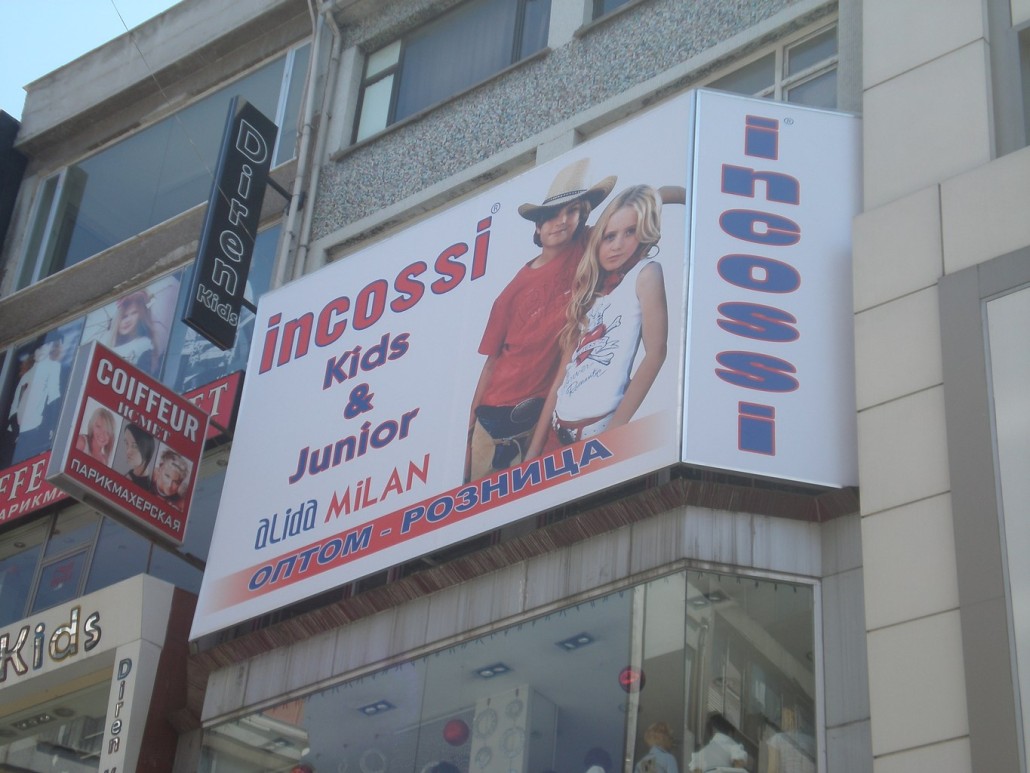 Diren
Kids
COIFFEUR
ПАРИКМАХЕРСКАЯ
incossi®
Kids
&
Junior
aLida MiLAN
ОПТОМ - РОЗНИЦА
incossi®
Kids
Diren